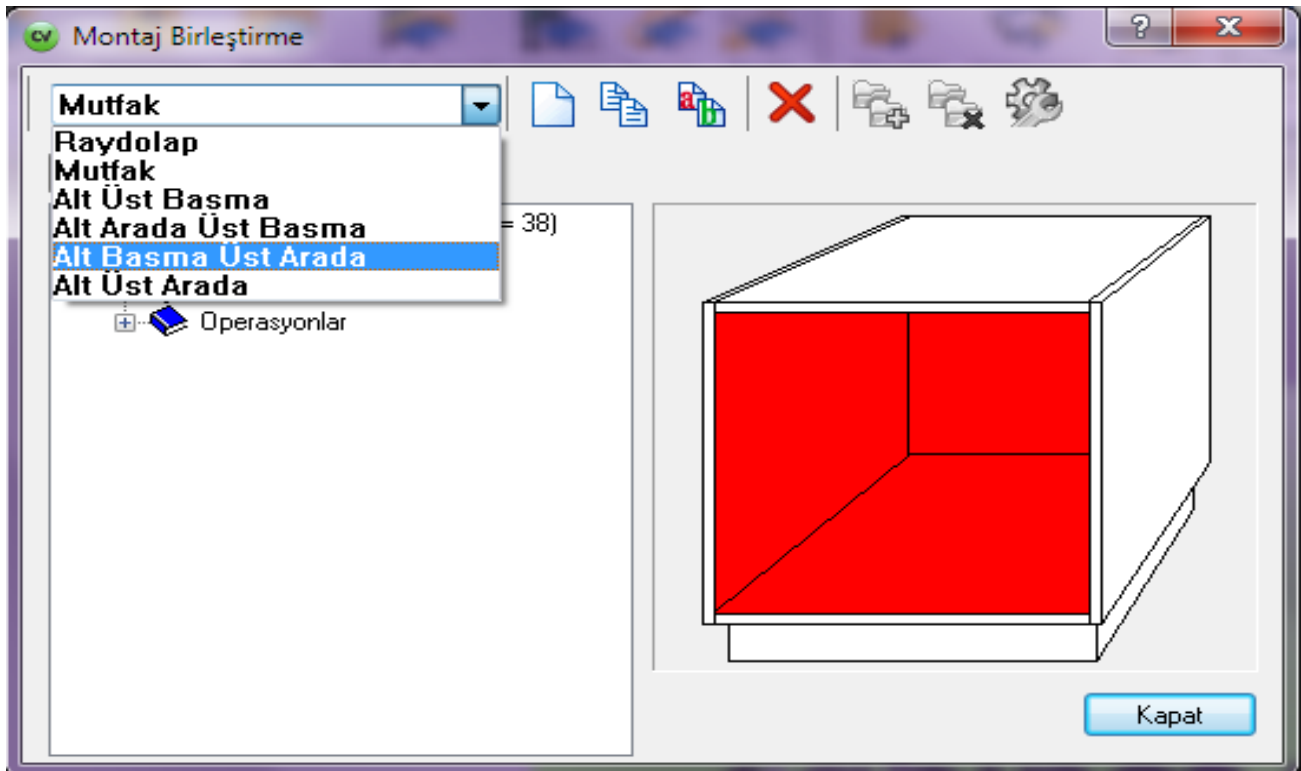 cv Montaj Birleştirme
Mutfak
a b
Raydolap
Mutfak
Alt Üst Basma
Alt Arada Üst Basma
= 38)
Alt Basma Üst Arada
Alt Üst Arada
Operasyonlar
Kapat